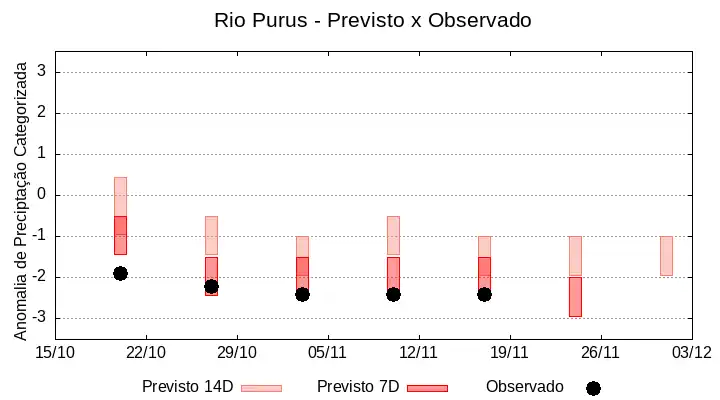 Rio Purus - Previsto x Observado
Anomalia de Preciptação Categorizada
3
2
1
0
-1
-2
-3
15/10 22/10 29/10 05/11 12/11 19/11 26/11 03/12
Previsto 14D Previsto 7D Observado